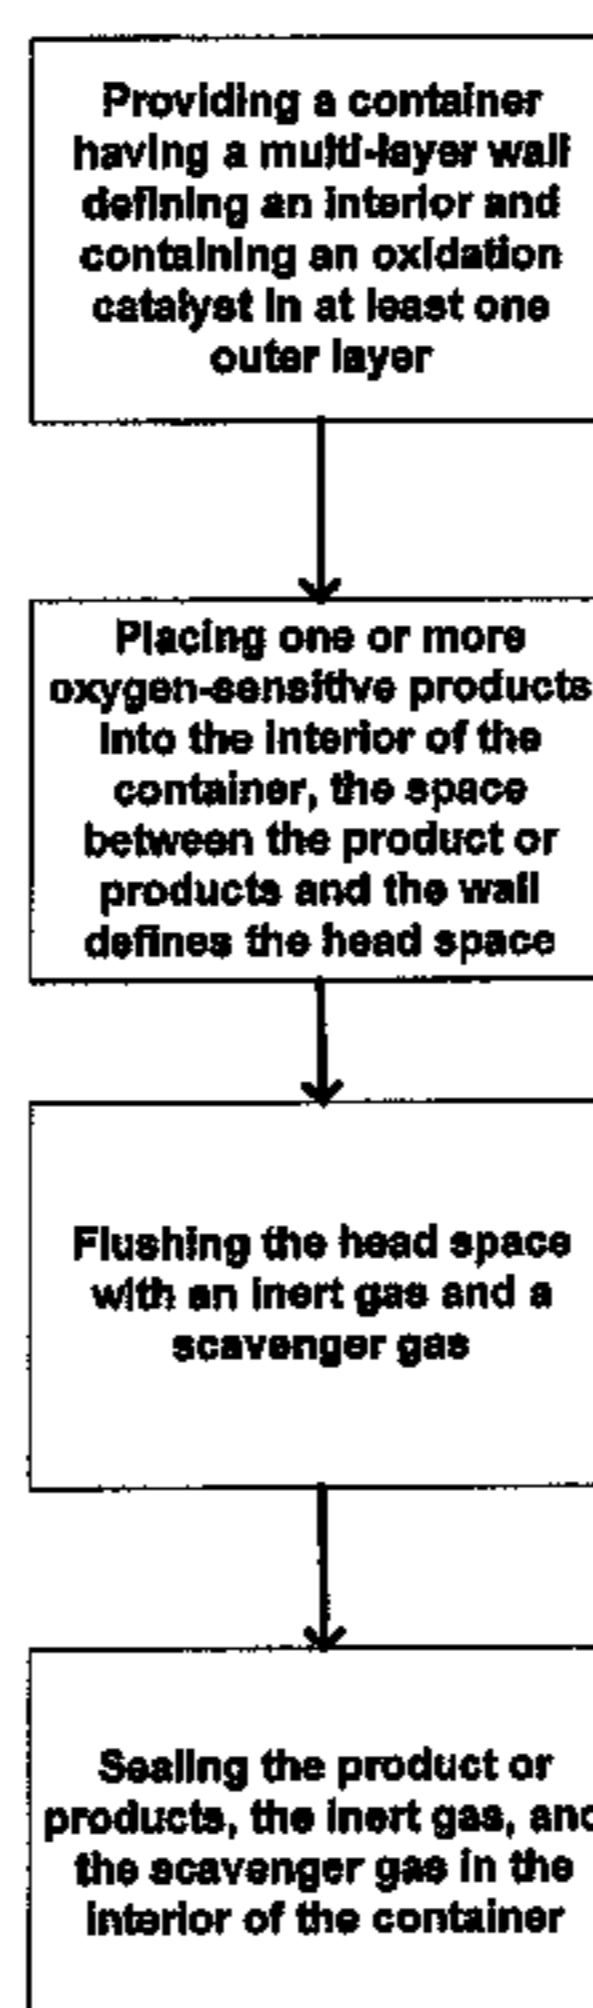 Providing a container
having a multi-layer wall
defining an interior and
containing an oxidation
catalyst in at least one
outer layer
Placing one or more
oxygen-sensitive products
into the interior of the
container, the space
between the product or
products and the wall
defines the head space
Flushing the head space
with an inert gas and a
scavenger gas
Sealing the product or
products, the inert gas, and
the scavenger gas in the
interior of the container